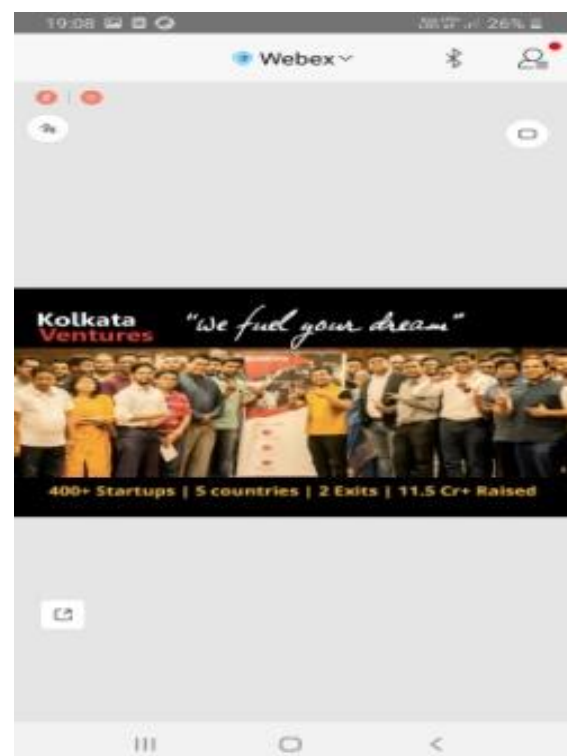 19:08
26%
Webex
Kolkata
Ventures
"we fuel your dream"
400+ Startups | 5 countries | 2 Exits | 11.5 Cr+ Raised